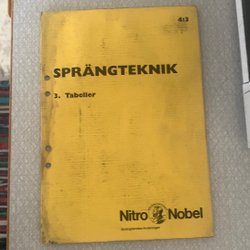 4:3
SPRÄNGTEKNIK
3. Tabeller
Nitro Nobel